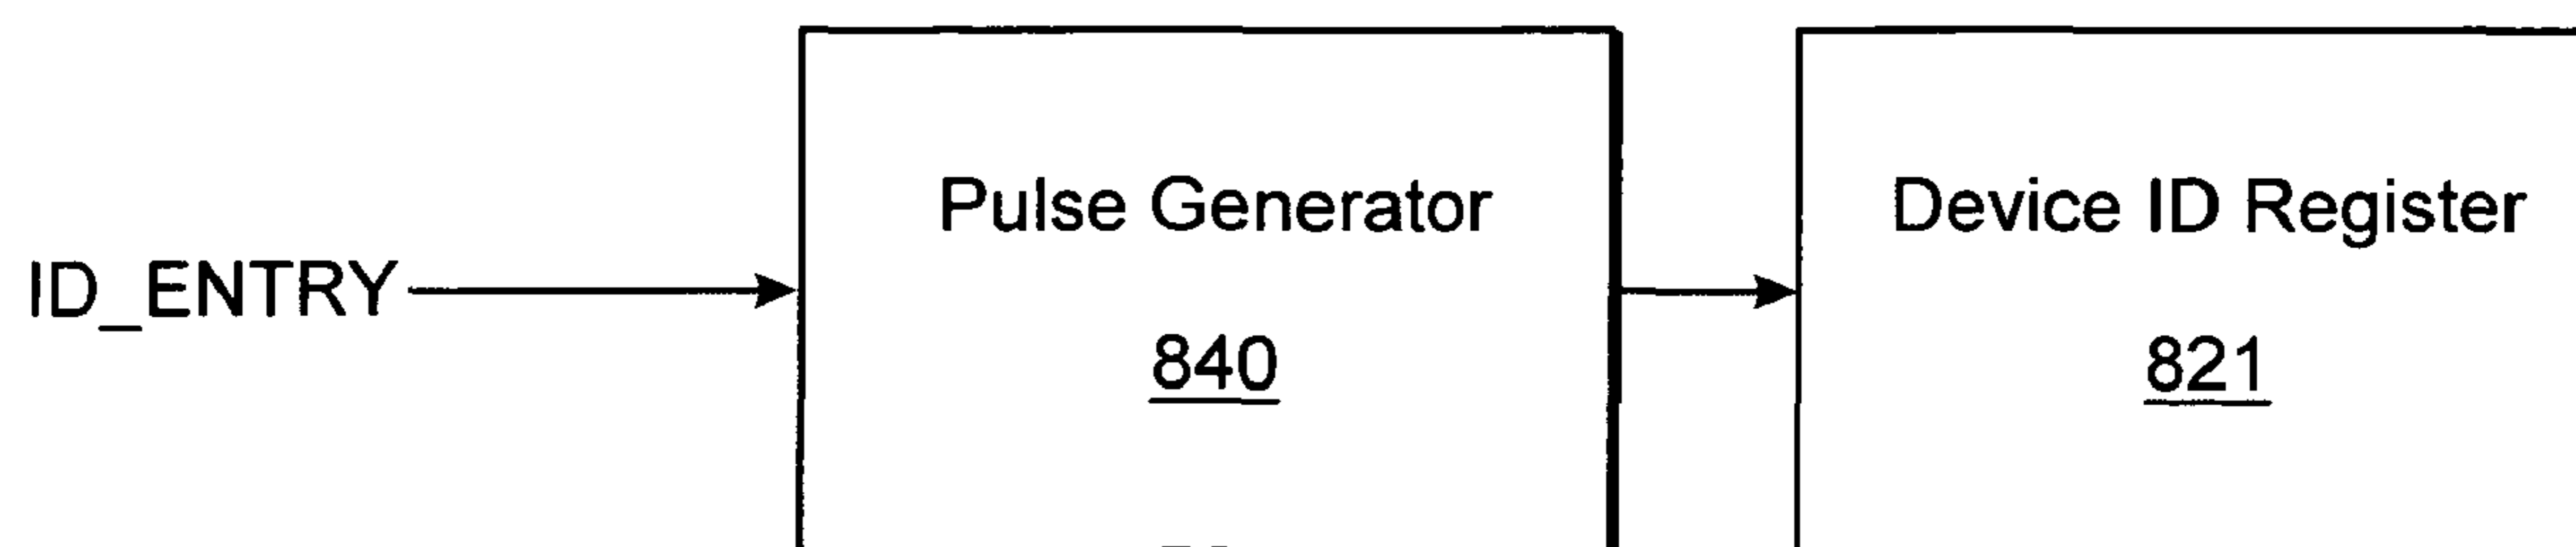 Pulse Generator
Device ID Register
ID_ENTRY
840
821